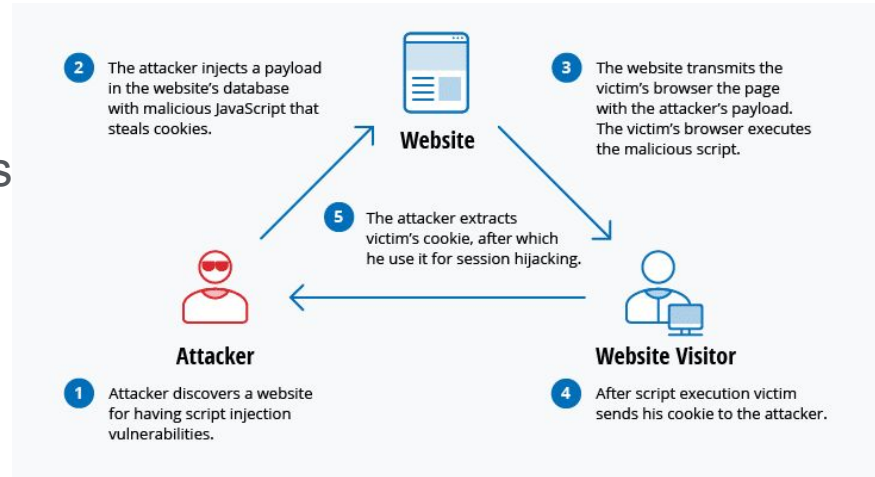 2
The attacker injects a payload
in the website's database
with malicious JavaScript that
steals cookies.
Website
3
The website transmits the
victim's browser the page
with the attacker's payload.
The victim's browser executes
the malicious script.
s
5
The attacker extracts
victim's cookie, after which
he use it for session hijacking.
Attacker
Website Visitor
1
Attacker discovers a website
for having script injection
vulnerabilities.
4
After script execution victim
sends his cookie to the attacker.